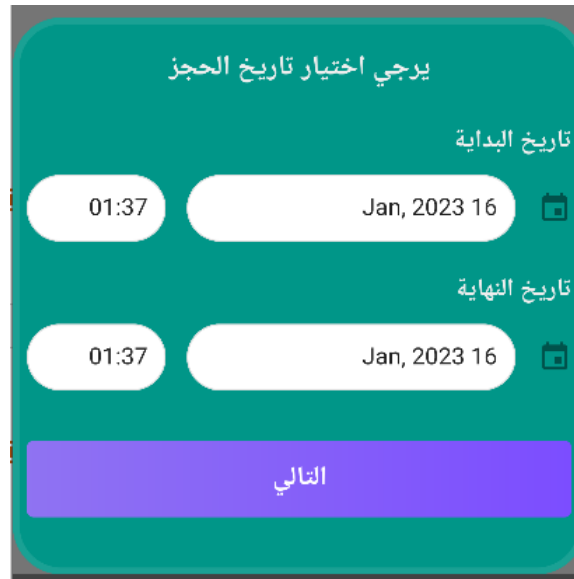 يرجي اختيار تاريخ الحجز
تاريخ البداية
Jan, 2023 16 01:37
تاريخ النهاية
Jan, 2023 16 01:37
التالي